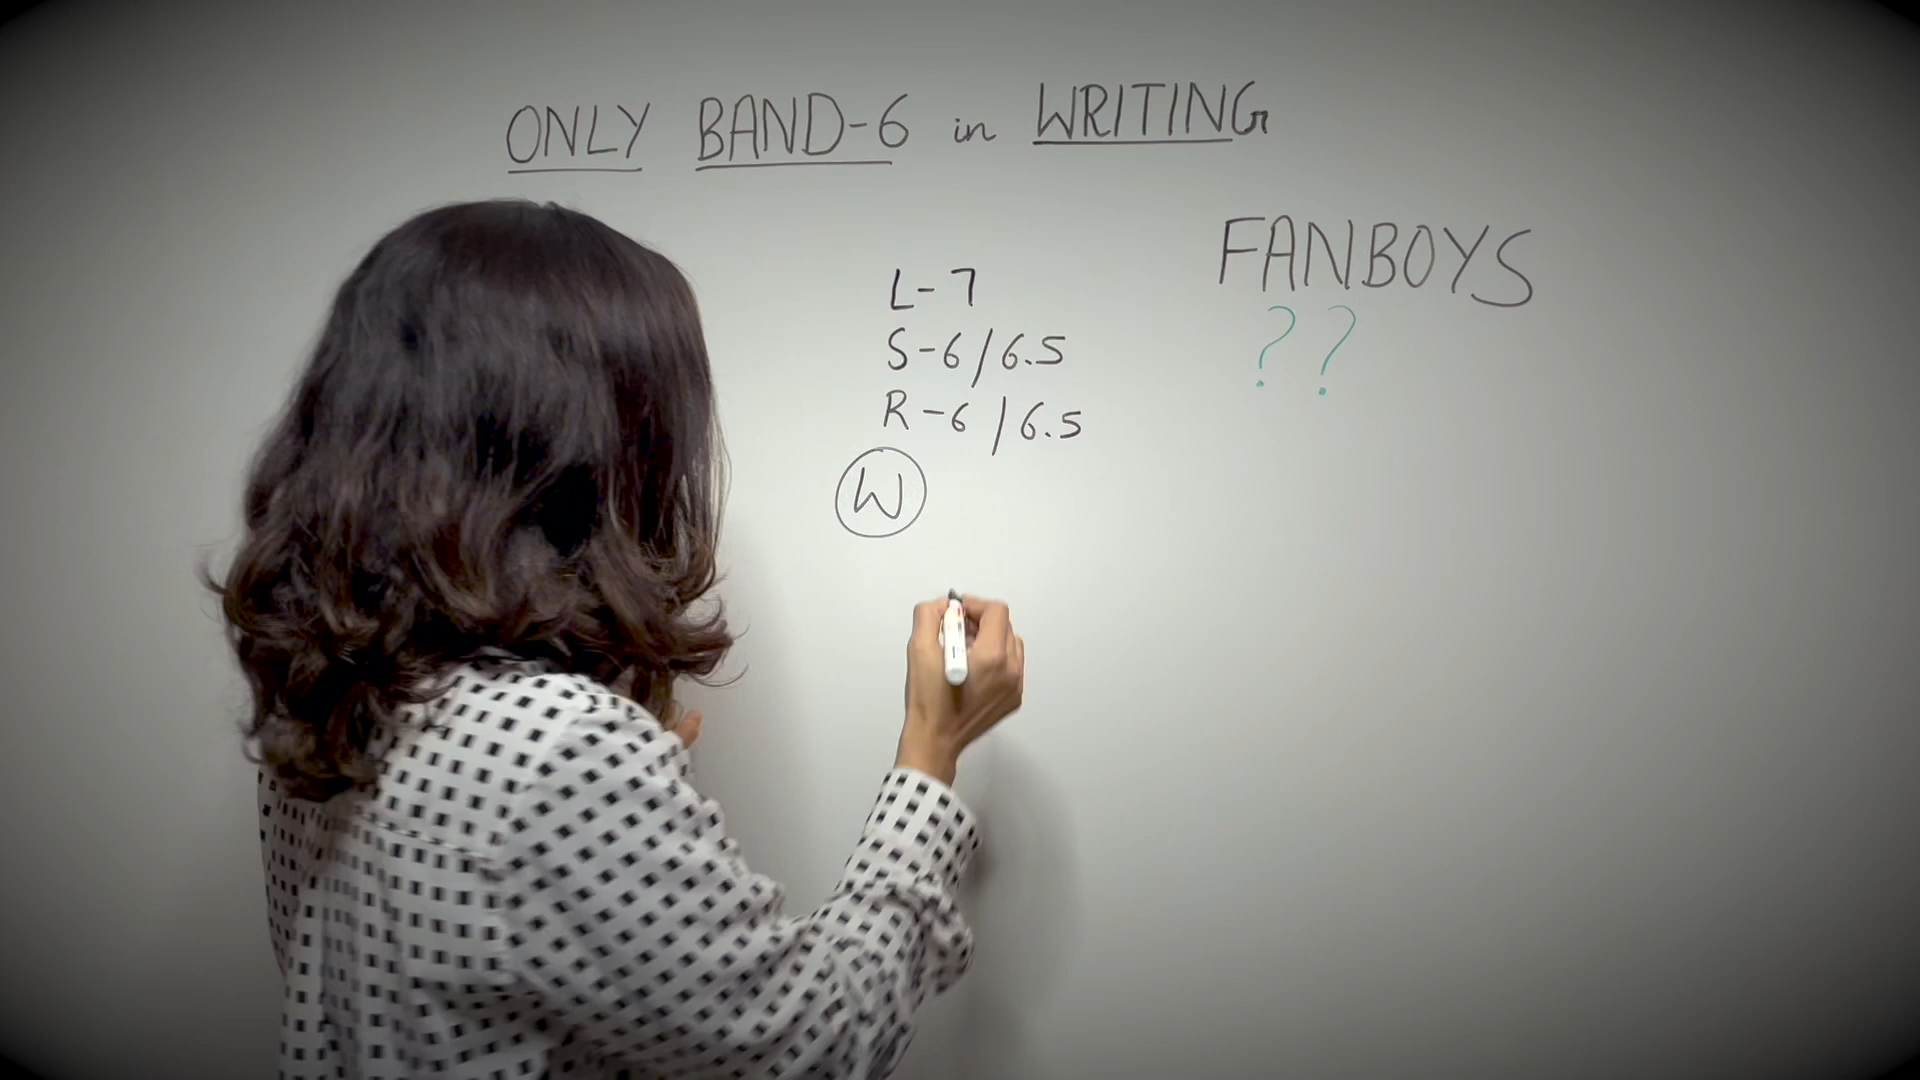 ONLY BAND-6 in WRITING
FANBOYS
??
L-7
S-6/6.5
R-6/6.5
W